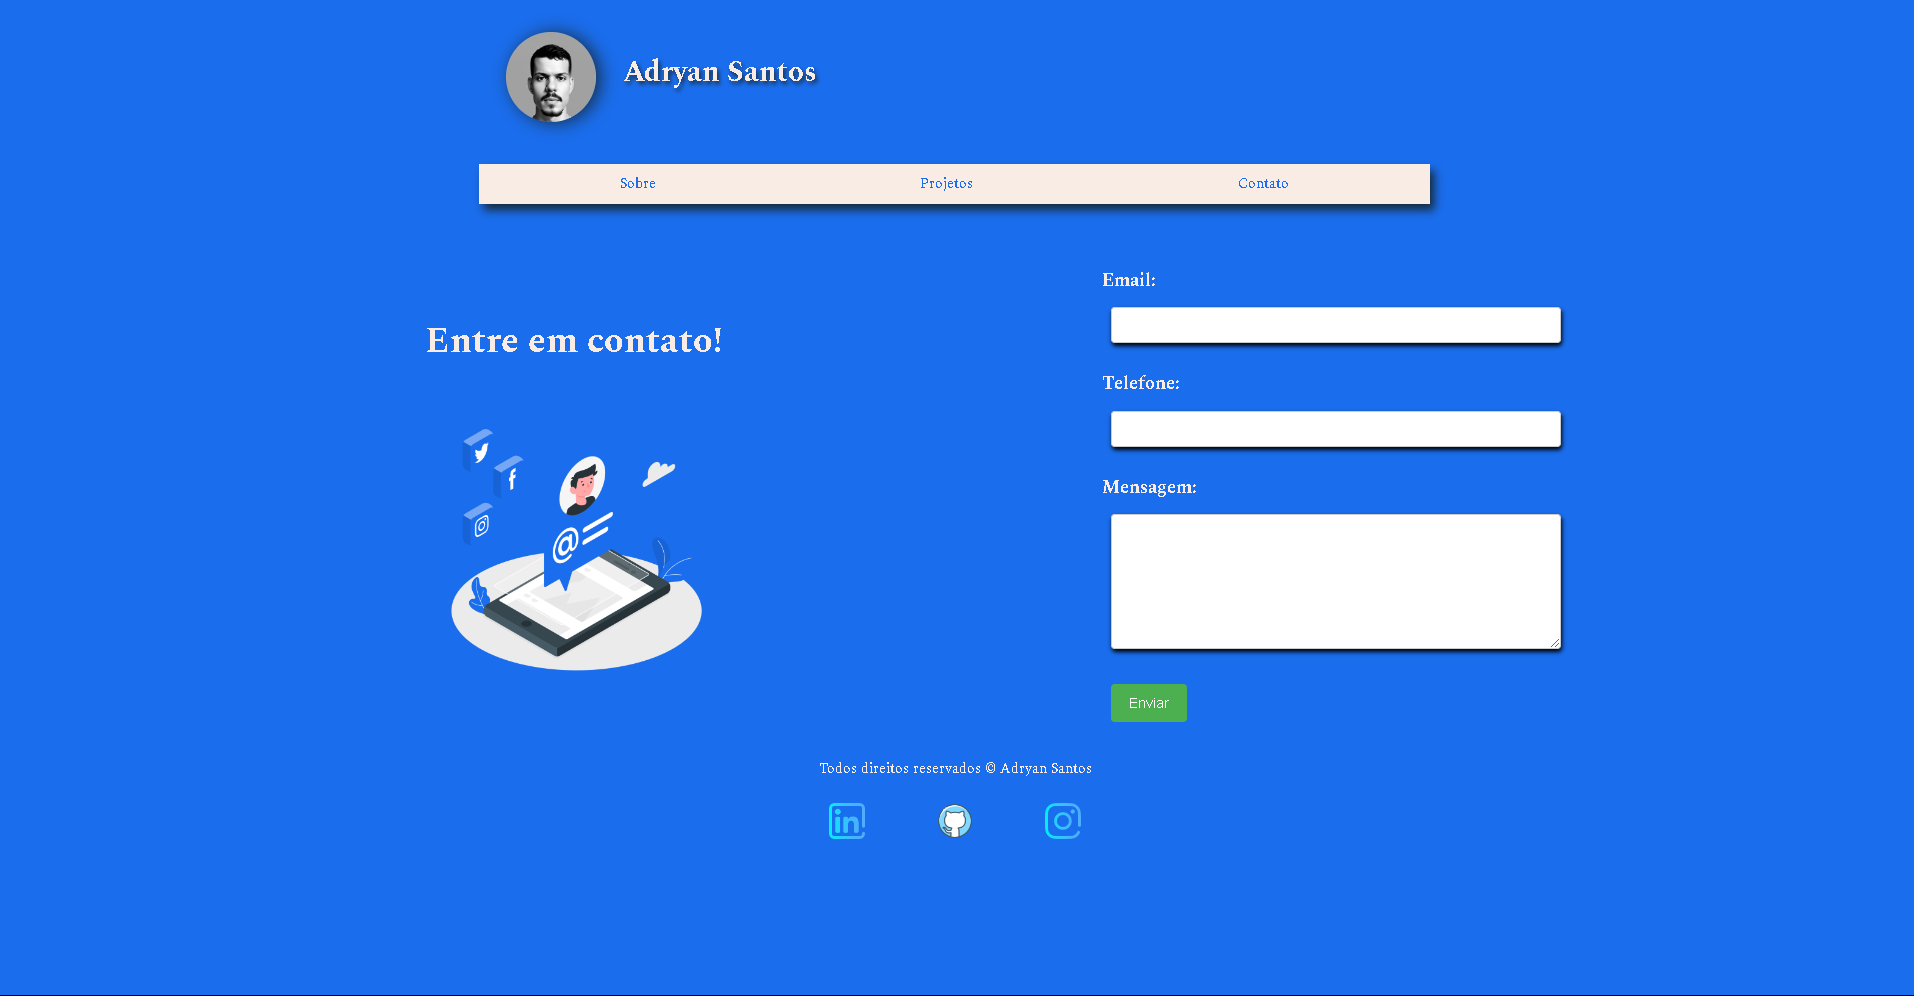 Adryan Santos
Sobre
Projetos
Contato
Entre em contato!
Email:
Telefone:
Mensagem:
@
Enviar
Todos direitos reservados © Adryan Santos